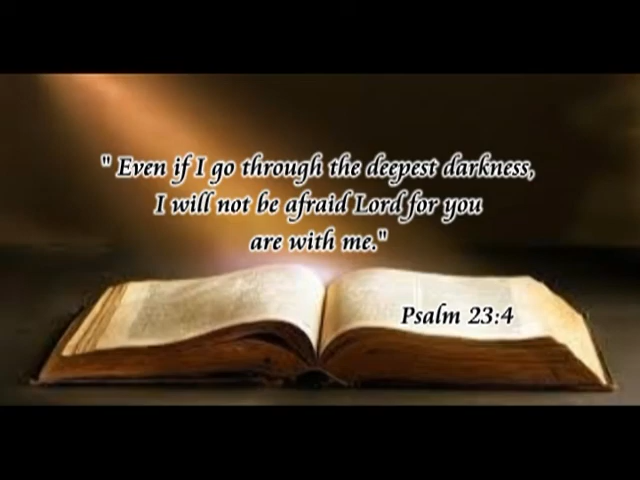 " Even if I go through the deepest darkness,
I will not be afraid Lord for you
are with me."
Psalm 23:4